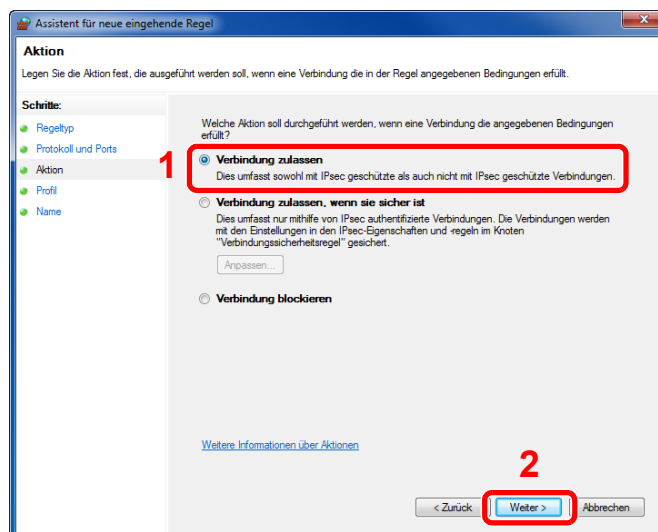 Assistent für neue eingehende Regel
Aktion
Legen Sie die Aktion fest, die ausgeführt werden soll, wenn eine Verbindung die in der Regel angegebenen Bedingungen erfüllt.
Schritte:
Regeltyp
Protokoll und Ports
Aktion
Profil
Name
Welche Aktion soll durchgeführt werden, wenn eine Verbindung die angegebenen Bedingungen
erfüllt?
1
Verbindung zulassen
Dies umfasst sowohl mit IPsec geschützte als auch nicht mit IPsec geschützte Verbindungen.
Verbindung zulassen, wenn sie sicher ist
Dies umfasst nur mithilfe von IPsec authentifizierte Verbindungen. Die Verbindungen werden
mit den Einstellungen in den IPsec-Eigenschaften und -regeln im Knoten
"Verbindungssicherheitsregel" gesichert.
Anpassen...
Verbindung blockieren
Weitere Informationen über Aktionen
2
< Zurück
Weiter >
Abbrechen